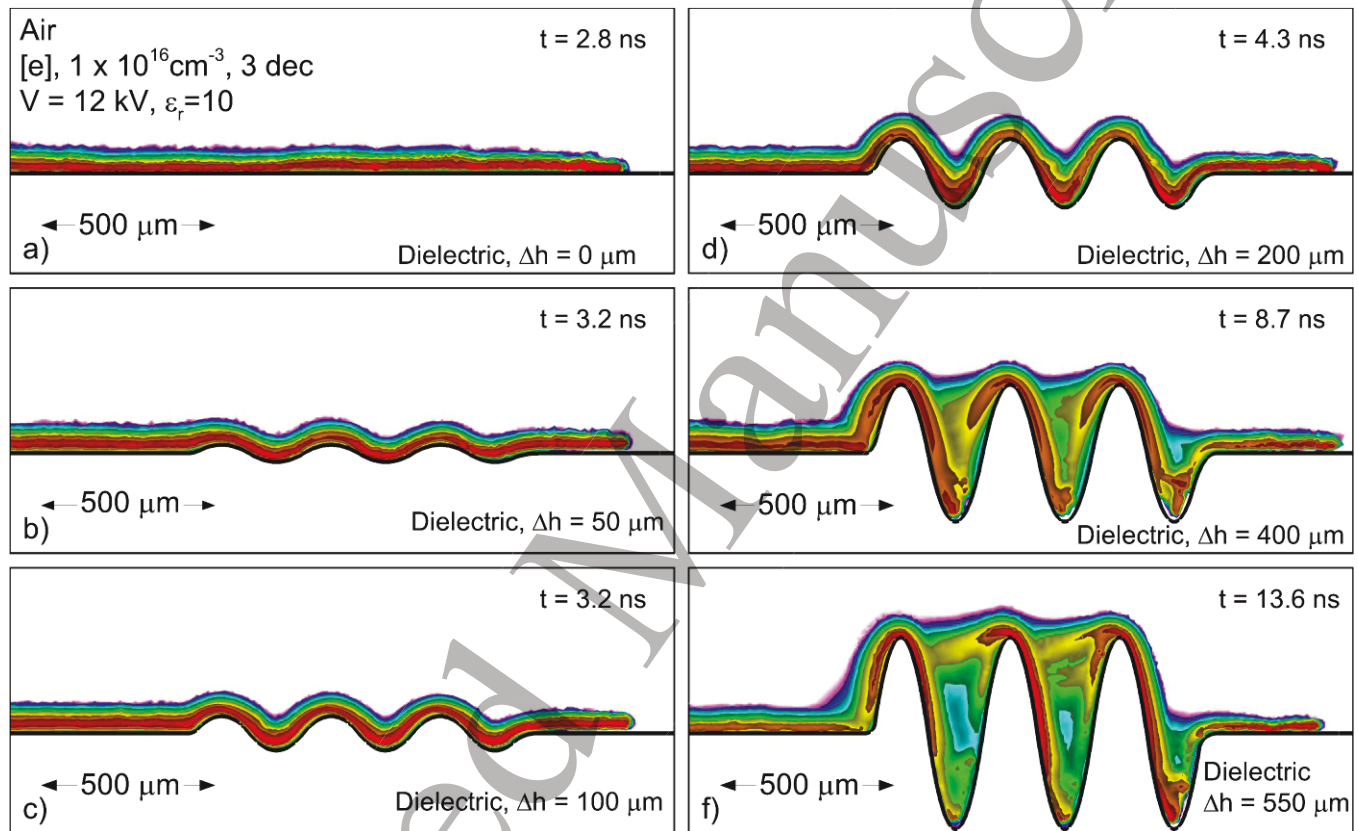 Air
[e], 1 x 10¹⁶cm⁻³, 3 dec
V = 12 kV, εᵣ=10
t = 2.8 ns
500 μm
a)
Dielectric, Δh = 0 μm
t = 3.2 ns
500 μm
b)
Dielectric, Δh = 50 μm
t = 3.2 ns
500 μm
c)
Dielectric, Δh = 100 μm
t = 4.3 ns
500 μm
d)
Dielectric, Δh = 200 μm
t = 8.7 ns
500 μm
Dielectric, Δh = 400 μm
t = 13.6 ns
500 μm
f)
Dielectric
Δh = 550 μm
ed Manusc